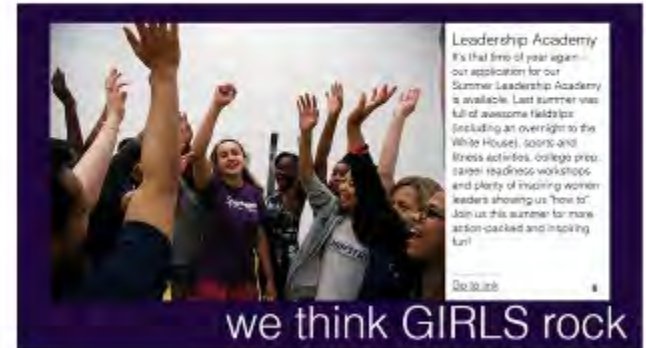 Leadership Academy
It's that time of year again –
our application for our
Summer Leadership Academy
is available. Last summer was
full of awesome fieldtrips
(including an overnight to the
White House), sports and
fitness activities, college prep,
career readiness workshops
and plenty of inspiring women
leaders showing us "how to".
Join us this summer for more
action-packed and inspiring
fun!
Go to link
we think GIRLS rock